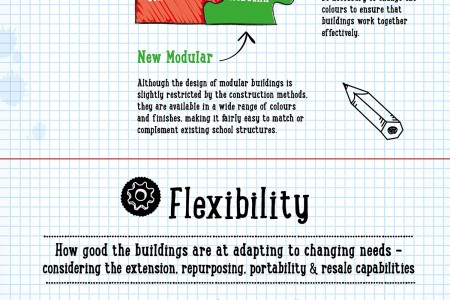 colours to ensure that
buildings work together
effectively.
New Modular
Although the design of modular buildings is
slightly restricted by the construction methods,
they are available in a wide range of colours
and finishes, making it fairly easy to match or
complement existing school structures.
Flexibility
How good the buildings are at adapting to changing needs –
considering the extension, repurposing, portability & resale capabilities